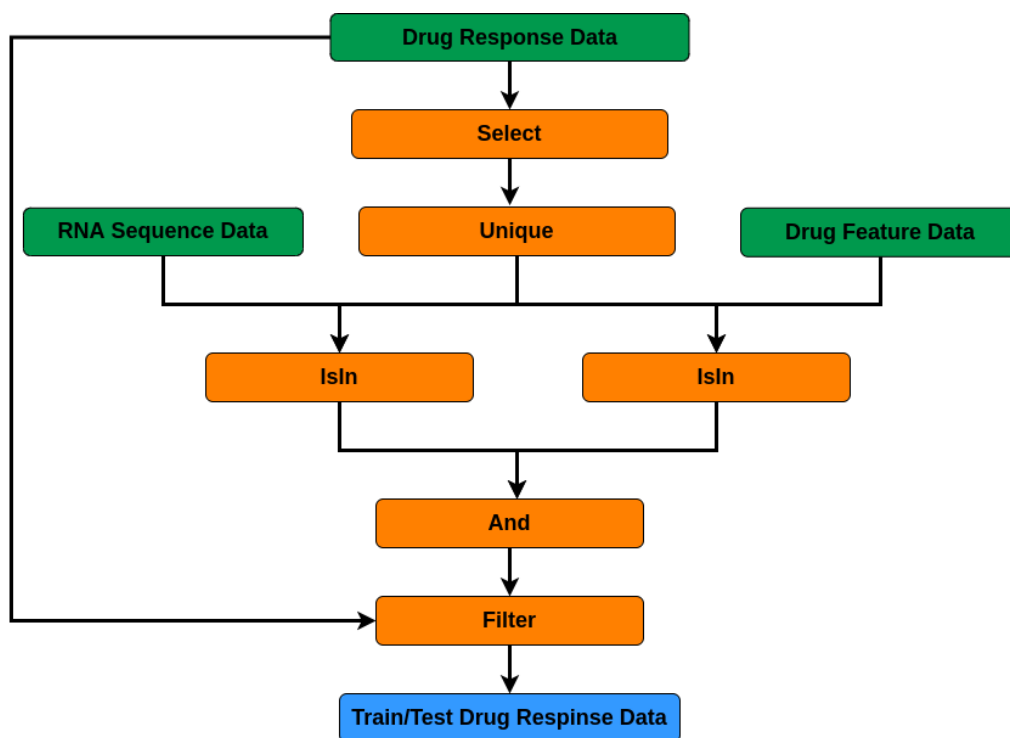 Drug Response Data
Select
RNA Sequence Data
Unique
Drug Feature Data
IsIn
IsIn
And
Filter
Train/Test Drug Respinse Data